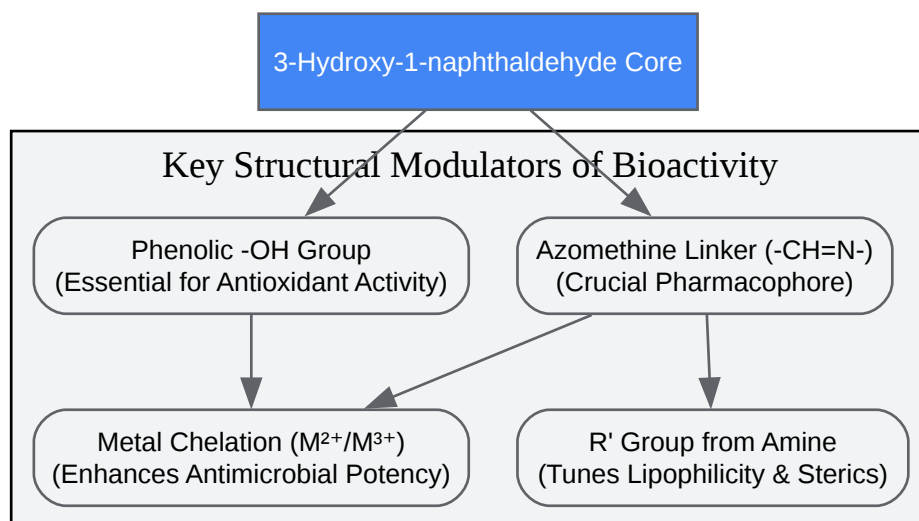 3-Hydroxy-1-naphthaldehyde Core
Key Structural Modulators of Bioactivity
Phenolic -OH Group
(Essential for Antioxidant Activity)
Azomethine Linker (-CH=N-)
(Crucial Pharmacophore)
Metal Chelation (M²⁺/M³⁺)
(Enhances Antimicrobial Potency)
R' Group from Amine
(Tunes Lipophilicity & Sterics)